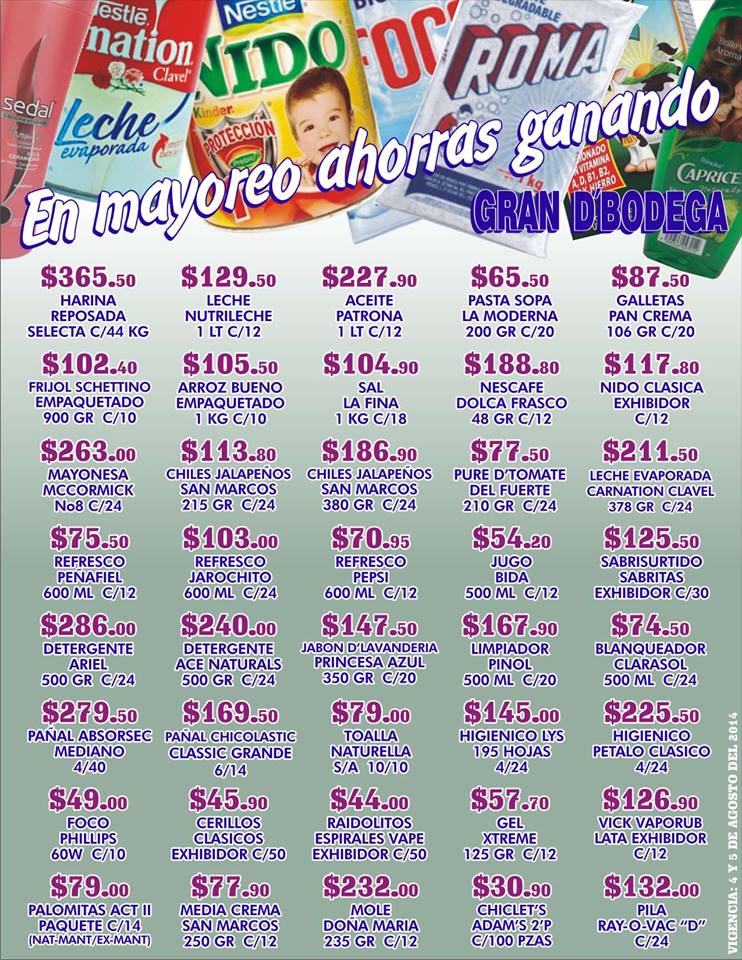 Nestlé
Nestlé
mation
Clavel
NIDO
FOC
DEGRADABLE
ROMA
Brillo y
Aroma
sedal
Leche
evaporada
Kinder
PROTECCIÓN
Prebio
CERAMIDAS
VITAMINA
A, D, B1, B2,
HIERRO
1 kg
CAPRICE
En mayoreo ahorras ganando
GRAN D'BODEGA
$365.50
HARINA
REPOSADA
SELECTA C/44 KG
$129.50
LECHE
NUTRILECHE
1 LT C/12
$227.90
ACEITE
PATRONA
1 LT C/12
$65.50
PASTA SOPA
LA MODERNA
200 GR C/20
$87.50
GALLETAS
PAN CREMA
106 GR C/20
$102.40
FRIJOL SCHETTINO
EMPAQUETADO
900 GR C/10
$105.50
ARROZ BUENO
EMPAQUETADO
1 KG C/10
$104.90
SAL
LA FINA
1 KG C/18
$188.80
NESCAFE
DOLCA FRASCO
48 GR C/12
$117.80
NIDO CLASICA
EXHIBIDOR
C/12
$263.00
MAYONESA
MCCORMICK
No8 C/24
$113.80
CHILES JALAPEÑOS
SAN MARCOS
215 GR C/24
$186.90
CHILES JALAPEÑOS
SAN MARCOS
380 GR C/24
$77.50
PURE D'TOMATE
DEL FUERTE
210 GR C/24
$211.50
LECHE EVAPORADA
CARNATION CLAVEL
378 GR C/24
$75.50
REFRESCO
PEÑAFIEL
600 ML C/12
$103.00
REFRESCO
JAROCHITO
600 ML C/24
$70.95
REFRESCO
PEPSI
600 ML C/12
$54.20
JUGO
BIDA
500 ML C/12
$125.50
SABRISURTIDO
SABRITAS
EXHIBIDOR C/30
$286.00
DETERGENTE
ARIEL
500 GR C/24
$240.00
DETERGENTE
ACE NATURALS
500 GR C/24
$147.50
JABON D'LAVANDERIA
PRINCESA AZUL
350 GR C/20
$167.90
LIMPIADOR
PINOL
500 ML C/20
$74.50
BLANQUEADOR
CLARASOL
500 ML C/24
$279.50
PAÑAL ABSORSEC
MEDIANO
4/40
$169.50
PAÑAL CHICOLASTIC
CLASSIC GRANDE
6/14
$79.00
TOALLA
NATURELLA
S/A 10/10
$145.00
HIGIENICO LYS
195 HOJAS
4/24
$225.50
HIGIENICO
PETALO CLASICO
4/24
$49.00
FOCO
PHILLIPS
60W C/10
$45.90
CERILLOS
CLASICOS
EXHIBIDOR C/50
$44.00
RAIDOLITOS
ESPIRALES VAPE
EXHIBIDOR C/50
$57.70
GEL
XTREME
125 GR C/12
$126.90
VICK VAPORUB
LATA EXHIBIDOR
C/12
$79.00
PALOMITAS ACT II
PAQUETE C/14
(NAT-MANT/EX-MANT)
$77.90
MEDIA CREMA
SAN MARCOS
250 GR C/12
$232.00
MOLE
DOÑA MARIA
235 GR C/12
$30.90
CHICLET'S
ADAM'S 2'P
C/100 PZAS
$132.00
PILA
RAY-O-VAC "D"
C/24
VIGENCIA: 4 Y 5 DE AGOSTO DEL 2014